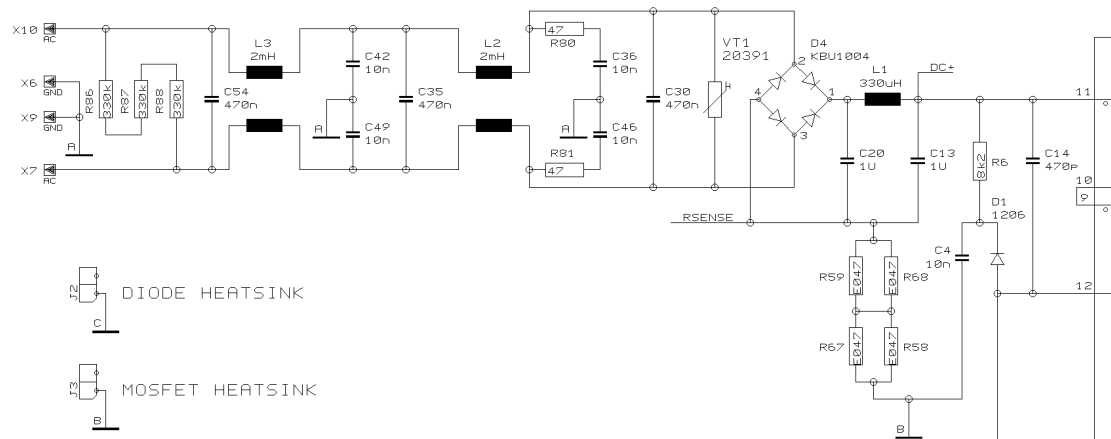 X10
AC
X6
GND
X9
GND
A
X7
AC
R86
330k
R87
330k
R88
330k
C54
470n
L3
2mH
C42
10n
A
C49
10n
C35
470n
L2
2mH
47
R80
C36
10n
A
C46
10n
R81
47
C30
470n
VT1
20391
H
D4
KBU1004
2
4
1
3
L1
330uH
DC+
11
C20
1U
C13
1U
8k2
R6
C14
470p
10
9
RSENSE
D1
1206
C4
10n
12
R59
E047
E047
R68
R67
E047
E047
R58
B
J2
DIODE HEATSINK
C
J3
MOSFET HEATSINK
B